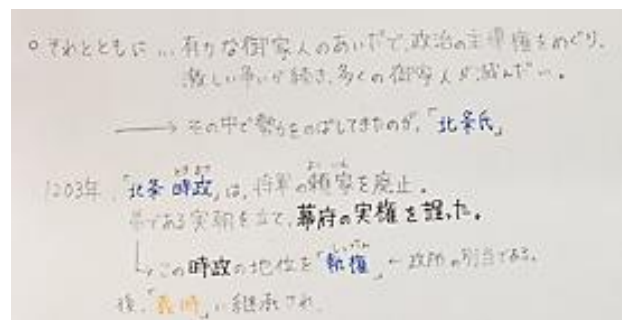 ○ それとともに … 有力な御家人のあいだで、政治の主導権をめぐり、
激しい争いが続き、多くの御家人が滅んだ…。
→ その中で勢力をのばしてきたのが、「北条氏」
1203年、「北条時政」は、将軍の頼家を廃止。
弟である実朝を立て、幕府の実権を握った。
この時政の地位を「執権」← 政所の別当である。
後、「義時」に継承され、